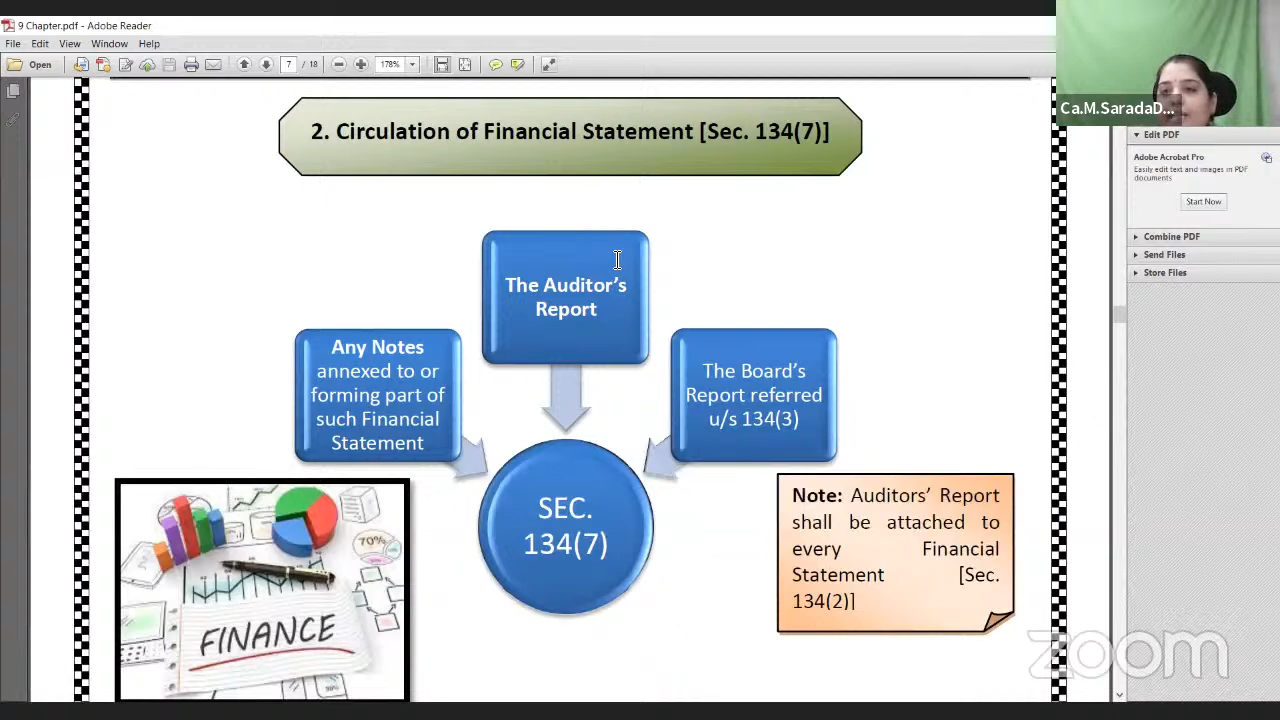 9 Chapter.pdf - Adobe Reader
File Edit View Window Help
Open 7 / 18 178%
Ca.M.SaradaD...
Edit PDF
Adobe Acrobat Pro
Easily edit text and images in PDF
documents
Start Now
Combine PDF
Send Files
Store Files
2. Circulation of Financial Statement [Sec. 134(7)]
The Auditor’s
Report
Any Notes
annexed to or
forming part of
such Financial
Statement
The Board’s
Report referred
u/s 134(3)
SEC.
134(7)
Note: Auditors’ Report
shall be attached to
every Financial
Statement [Sec.
134(2)]
70%
FINANCE
zoom